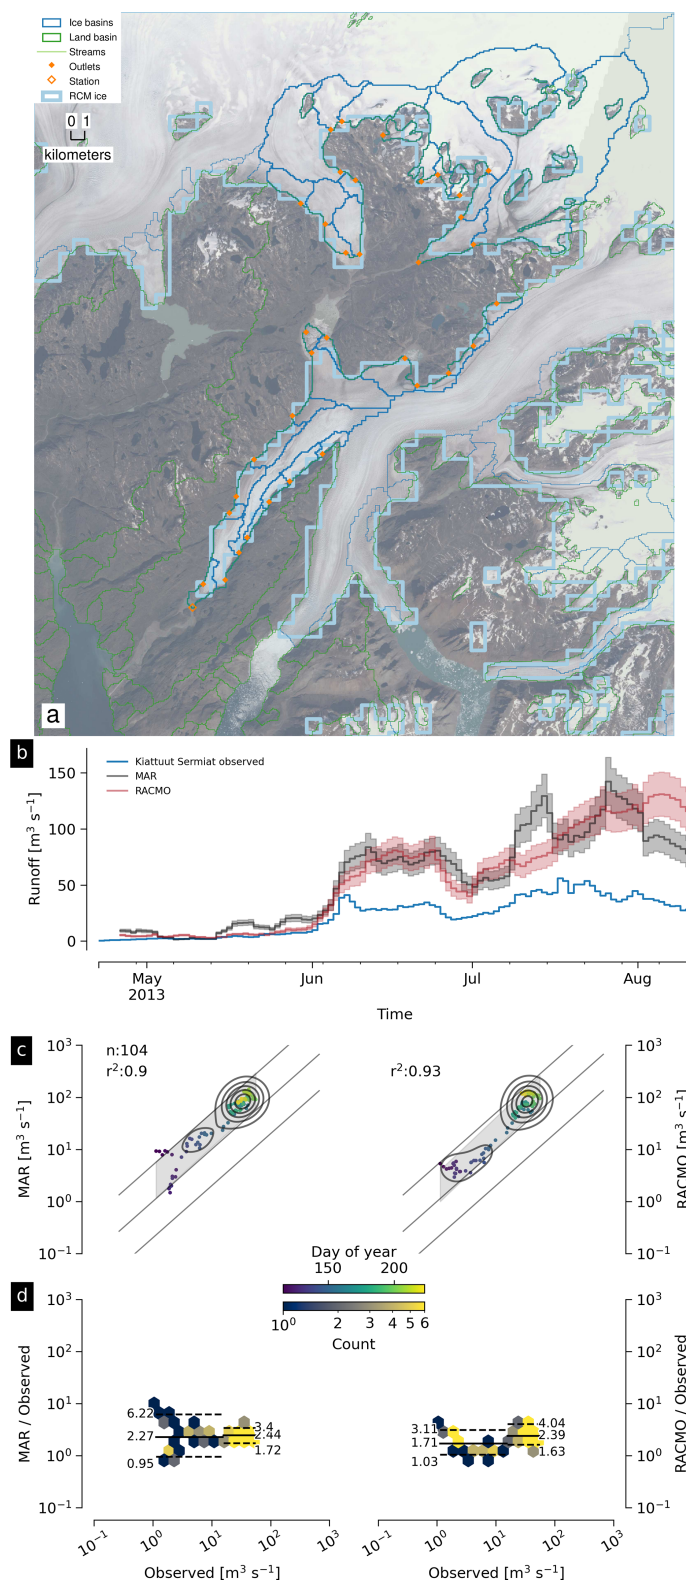 Ice basins
Land basin
Streams
Outlets
Station
RCM ice
0 1
kilometers
a
b
Kiattuut Sermiat observed
MAR
RACMO
Runoff [m³ s⁻¹]
150
100
50
0
May
2013
Jun
Jul
Aug
Time
c
n:104
r²:0.9
r²:0.93
MAR [m³ s⁻¹]
10³
10²
10¹
10⁰
10⁻¹
10³
10²
10¹
10⁰
10⁻¹
RACMO [m³ s⁻¹]
Day of year
150 200
10⁰ 2 3 4 5 6
Count
d
MAR / Observed
10³
10²
10¹
10⁰
10⁻¹
6.22
2.27
0.95
3.4
2.44
1.72
3.11
1.71
1.03
4.04
2.39
1.63
10³
10²
10¹
10⁰
10⁻¹
RACMO / Observed
10⁻¹ 10⁰ 10¹ 10² 10³
10⁻¹ 10⁰ 10¹ 10² 10³
Observed [m³ s⁻¹]
Observed [m³ s⁻¹]